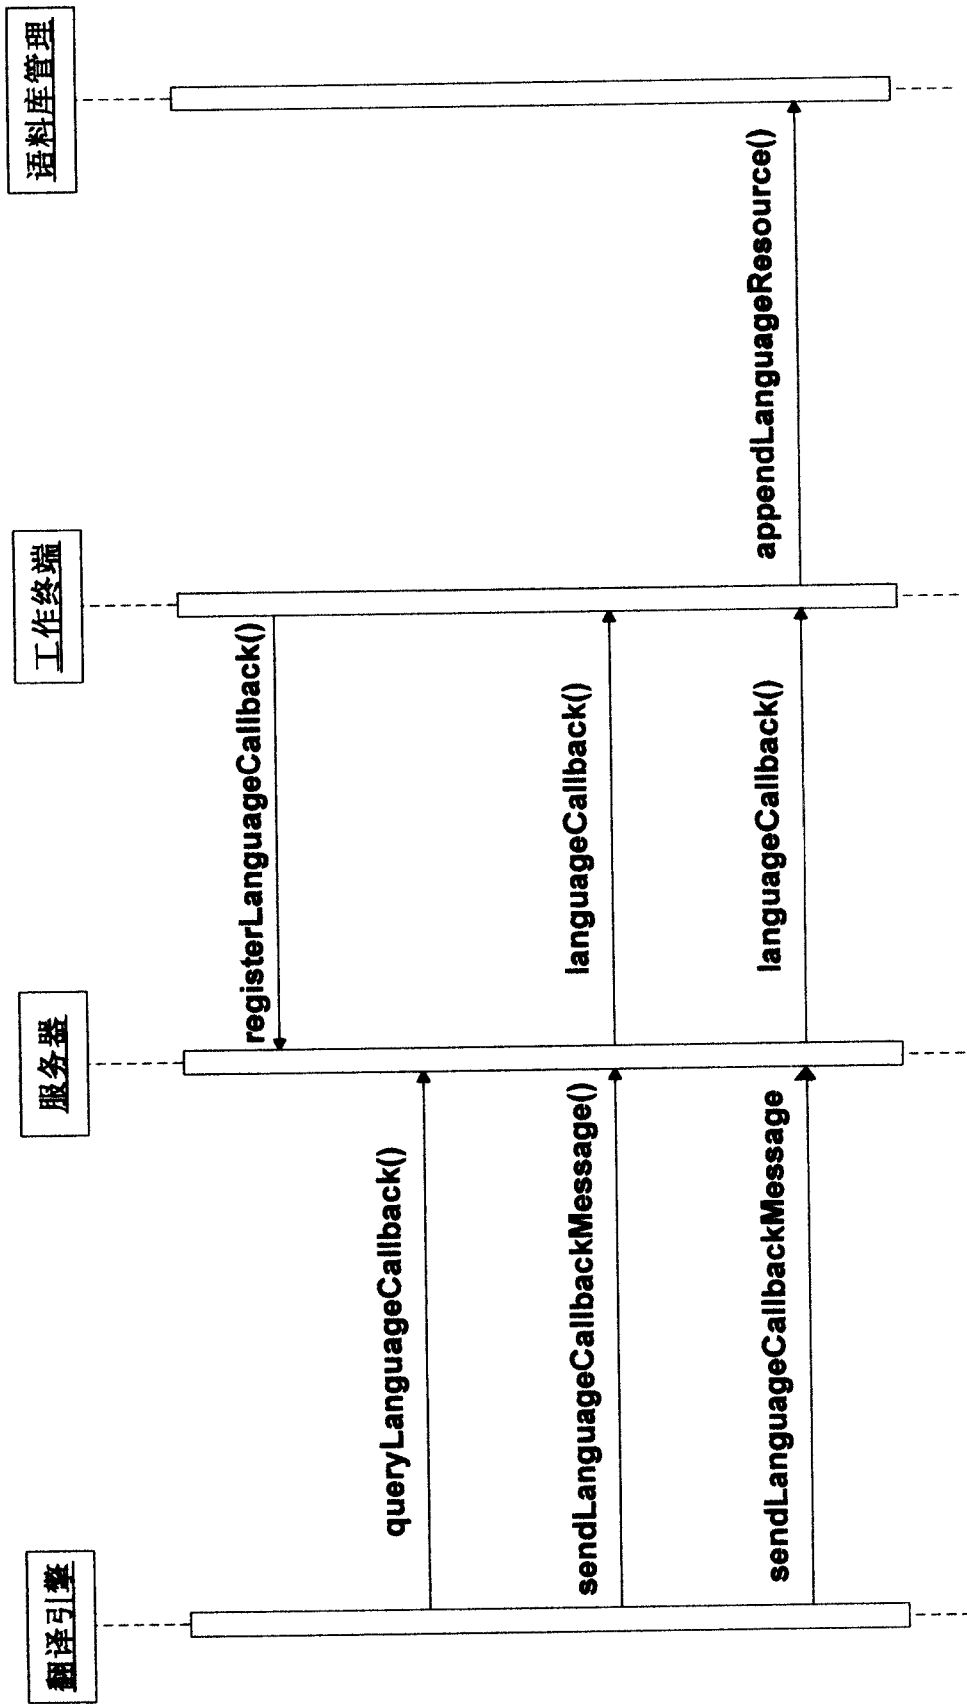 翻译引擎
服务器
工作终端
语料库管理
registerLanguageCallback()
queryLanguageCallback()
sendLanguageCallbackMessage()
languageCallback()
sendLanguageCallbackMessage
languageCallback()
appendLanguageResource()